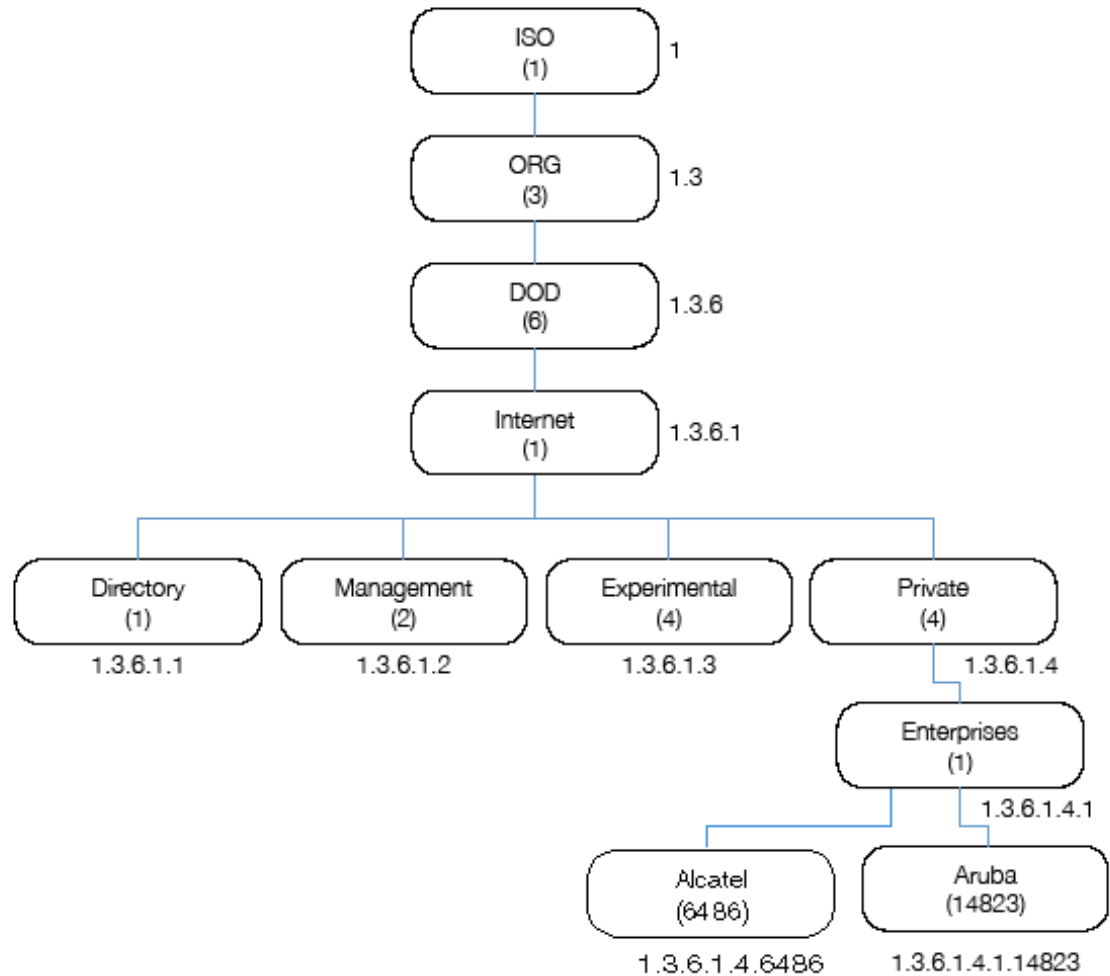 ISO
(1)
1
ORG
(3)
1.3
DOD
(6)
1.3.6
Internet
(1)
1.3.6.1
Directory
(1)
1.3.6.1.1
Management
(2)
1.3.6.1.2
Experimental
(4)
1.3.6.1.3
Private
(4)
1.3.6.1.4
Enterprises
(1)
1.3.6.1.4.1
Alcatel
(6486)
1.3.6.1.4.6486
Aruba
(14823)
1.3.6.1.4.1.14823